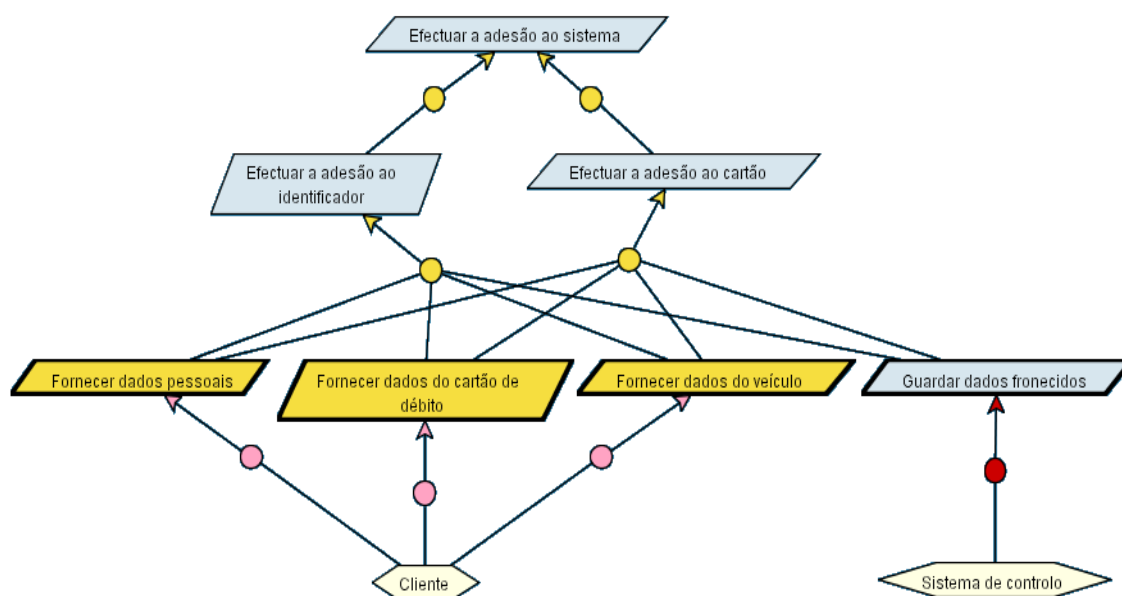 Efectuar a adesão ao sistema
Efectuar a adesão ao
identificador
Efectuar a adesão ao cartão
Fornecer dados pessoais
Fornecer dados do cartão de
débito
Fornecer dados do veículo
Guardar dados fronecidos
Cliente
Sistema de controlo